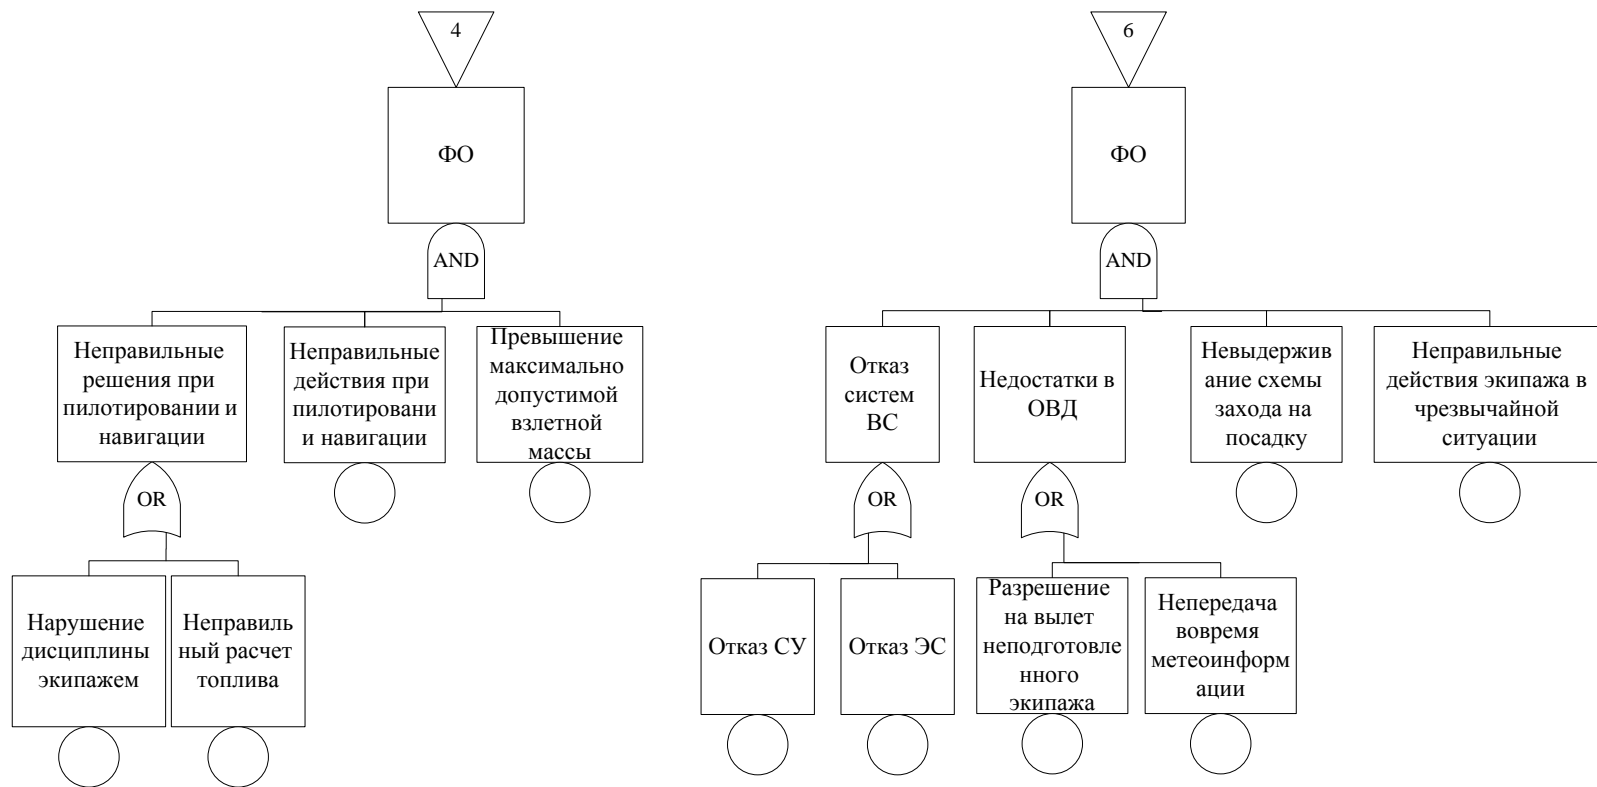 4
ФО
AND
Неправильные
решения при
пилотировании и
навигации
Неправильные
действия при
пилотировани
и навигации
Превышение
максимально
допустимой
взлетной
массы
OR
Нарушение
дисциплины
экипажем
Неправиль
ный расчет
топлива
6
ФО
AND
Отказ
систем
ВС
Недостатки в
ОВД
Невыдержив
ание схемы
захода на
посадку
Неправильные
действия экипажа в
чрезвычайной
ситуации
OR
OR
Отказ СУ
Отказ ЭС
Разрешение
на вылет
неподготовле
нного
экипажа
Непередача
вовремя
метеоинформ
ации